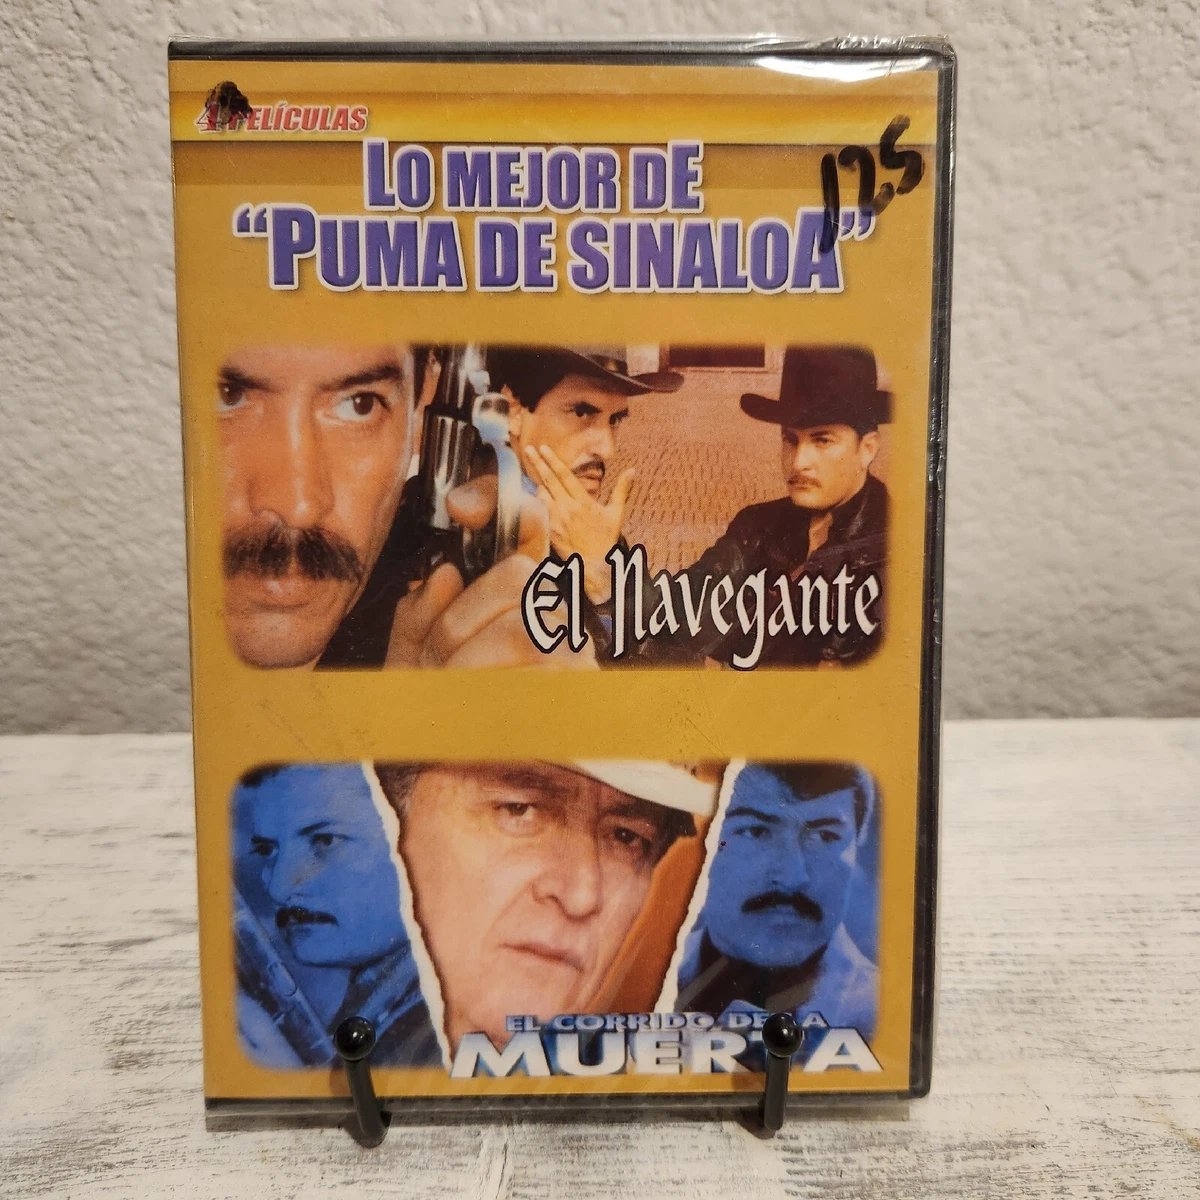 4 PELÍCULAS
LO MEJOR DE
“PUMA DE SINALOA”
125
El Navegante
EL CORRIDO DE LA
MUERTA